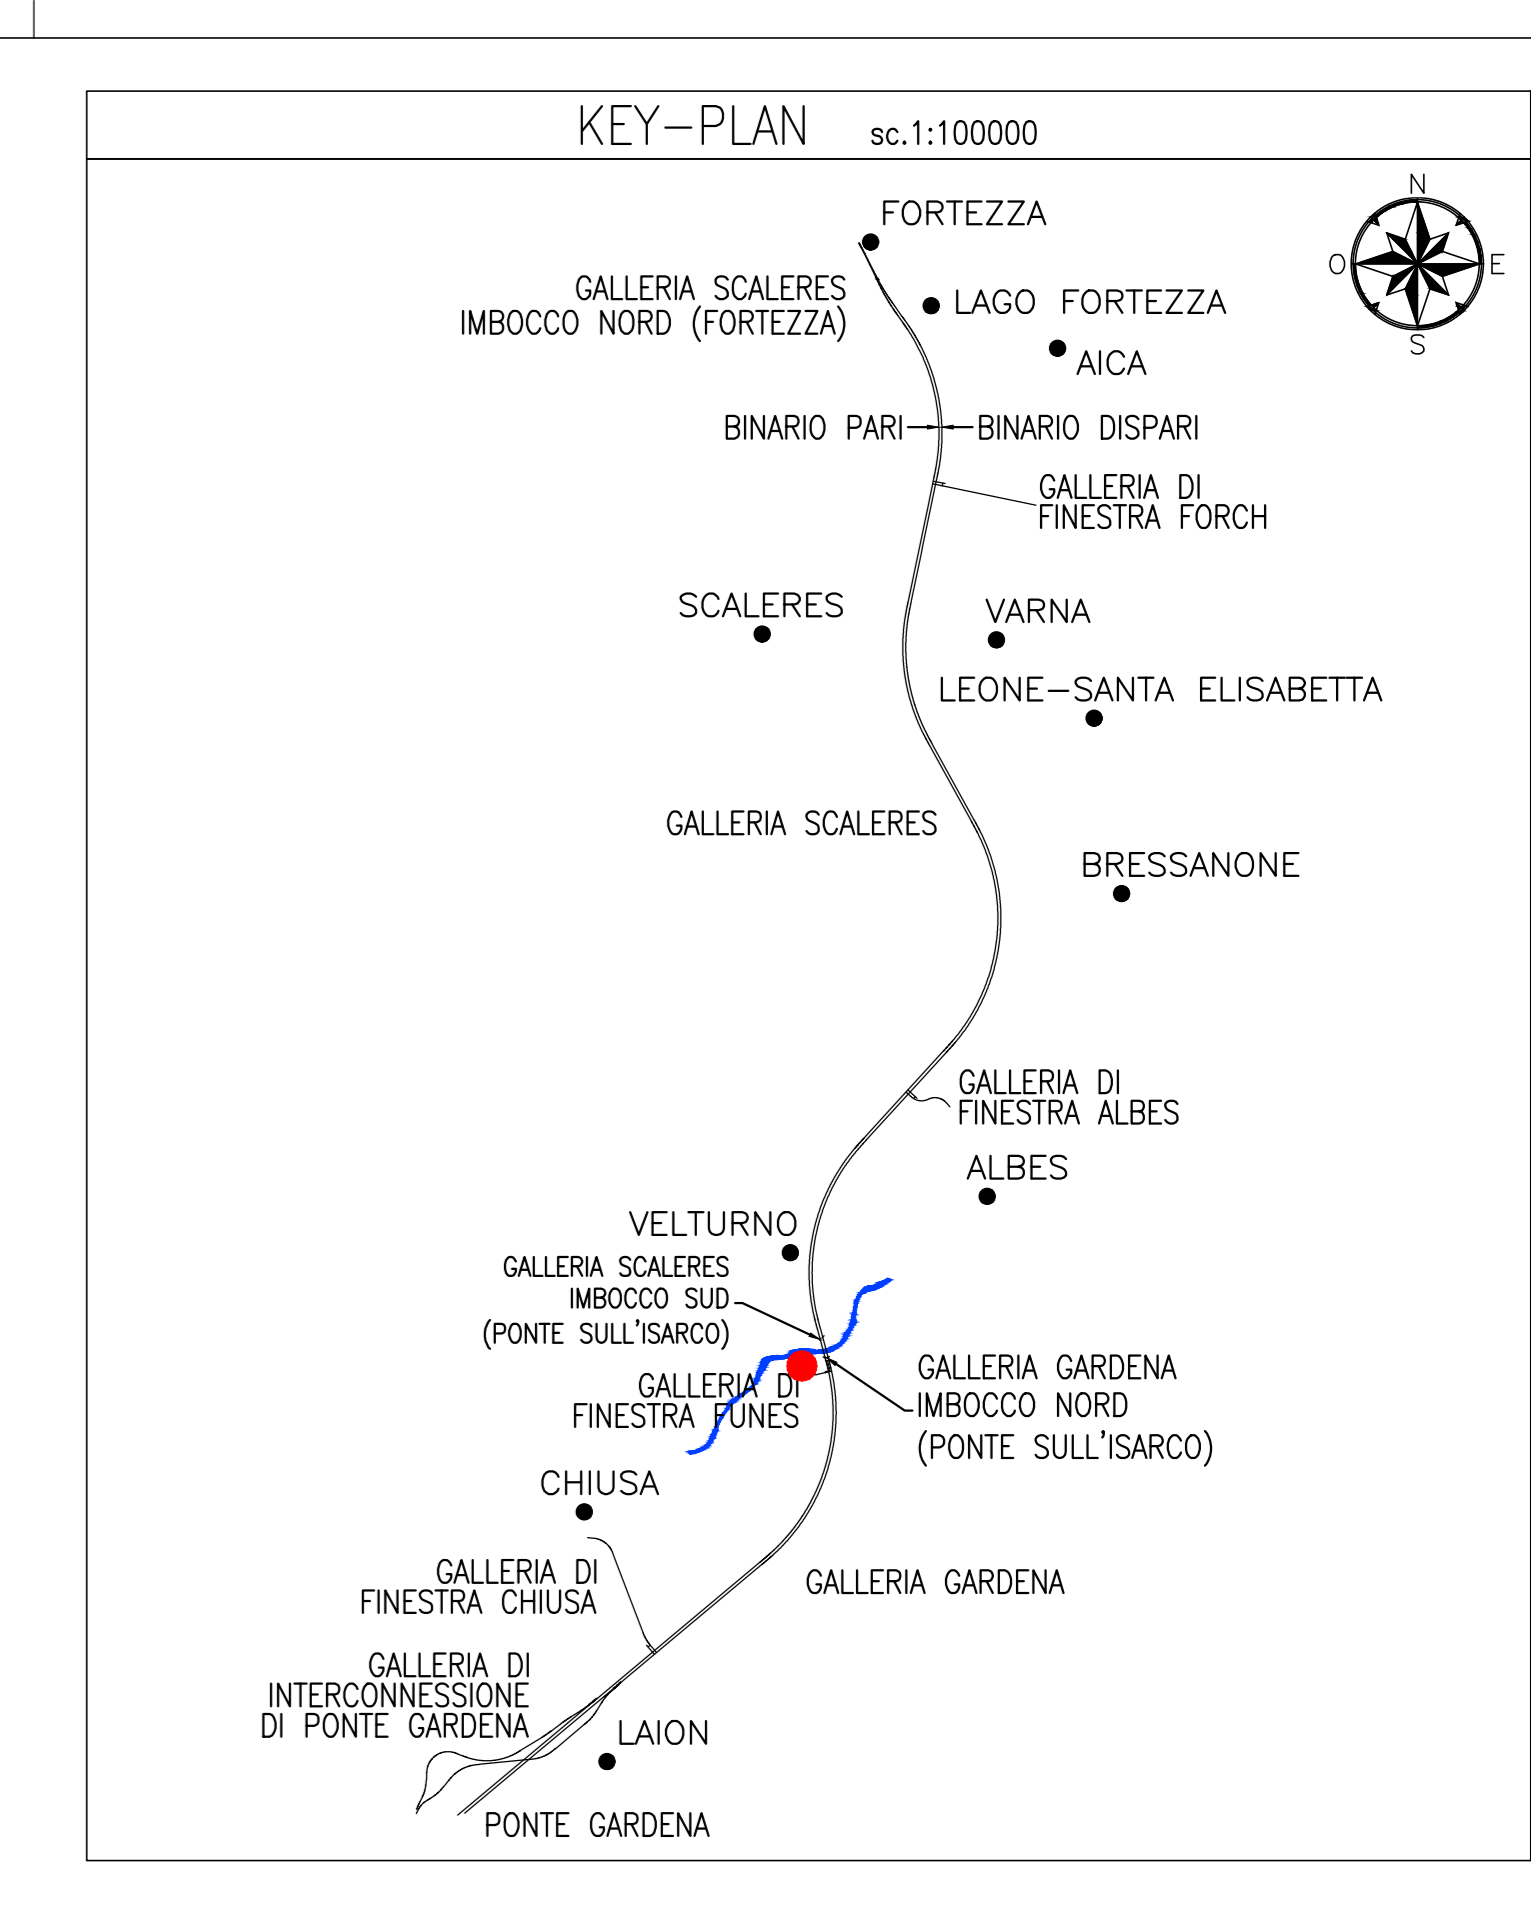 KEY-PLAN sc.1:100000
N
O
E
S
FORTEZZA
GALLERIA SCALERES
IMBOCCO NORD (FORTEZZA)
LAGO FORTEZZA
AICA
BINARIO PARI
BINARIO DISPARI
GALLERIA DI
FINESTRA FORCH
SCALERES
VARNA
LEONE-SANTA ELISABETTA
GALLERIA SCALERES
BRESSANONE
GALLERIA DI
FINESTRA ALBES
ALBES
VELTURNO
GALLERIA SCALERES
IMBOCCO SUD
(PONTE SULL'ISARCO)
GALLERIA DI
FINESTRA FUNES
GALLERIA GARDENA
IMBOCCO NORD
(PONTE SULL'ISARCO)
CHIUSA
GALLERIA DI
FINESTRA CHIUSA
GALLERIA GARDENA
GALLERIA DI
INTERCONNESSIONE
DI PONTE GARDENA
LAION
PONTE GARDENA